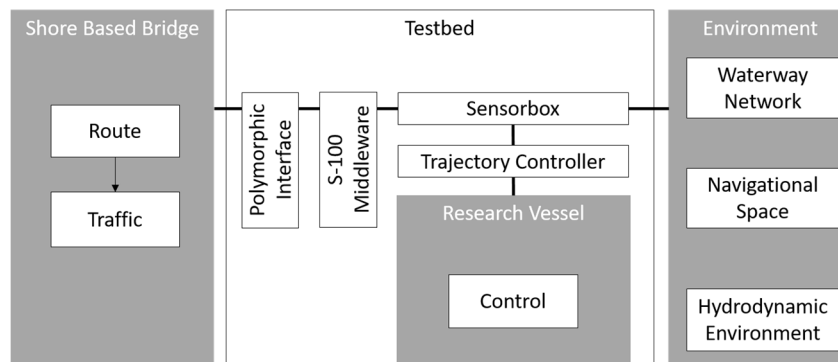 Shore Based Bridge
Route
Traffic
Testbed
Polymorphic
Interface
S-100
Middleware
Sensorbox
Trajectory Controller
Research Vessel
Control
Environment
Waterway
Network
Navigational
Space
Hydrodynamic
Environment